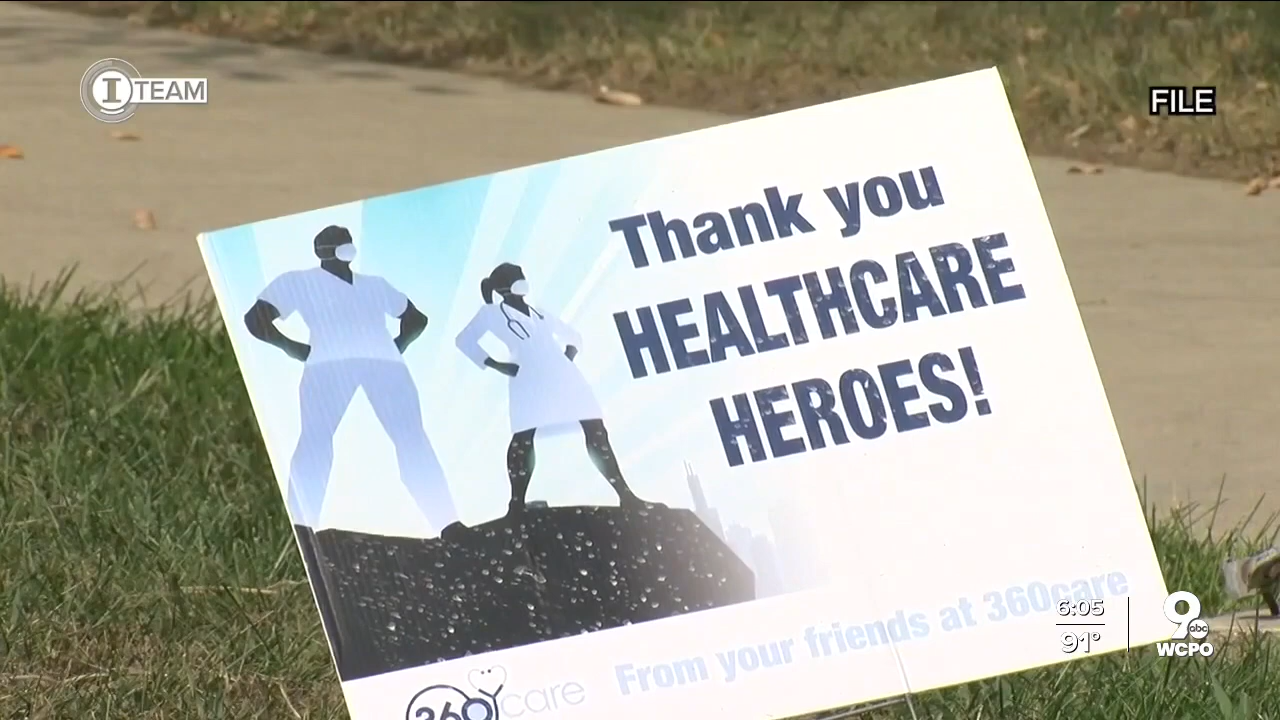 I TEAM
FILE
Thank you
HEALTHCARE
HEROES!
From your friends at 360care
360care
6:05
91°
9
abc
WCPO